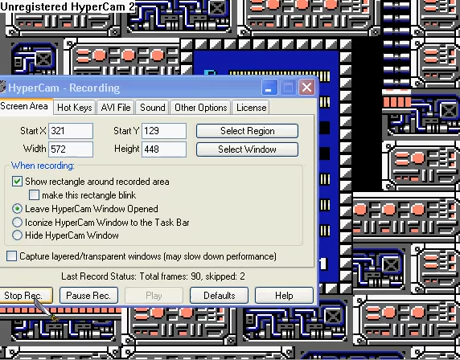 Unregistered HyperCam 2
HyperCam - Recording
Screen Area Hot Keys AVI File Sound Other Options License
Start X 321 Start Y 129 Select Region
Width 572 Height 448 Select Window
When recording:
Show rectangle around recorded area
make this rectangle blink
Leave HyperCam Window Opened
Iconize HyperCam Window to the Task Bar
Hide HyperCam Window
Capture layered/transparent windows (may slow down performance)
Last Record Status: Total frames: 90, skipped: 2
Stop Rec. Pause Rec. Play Defaults Help